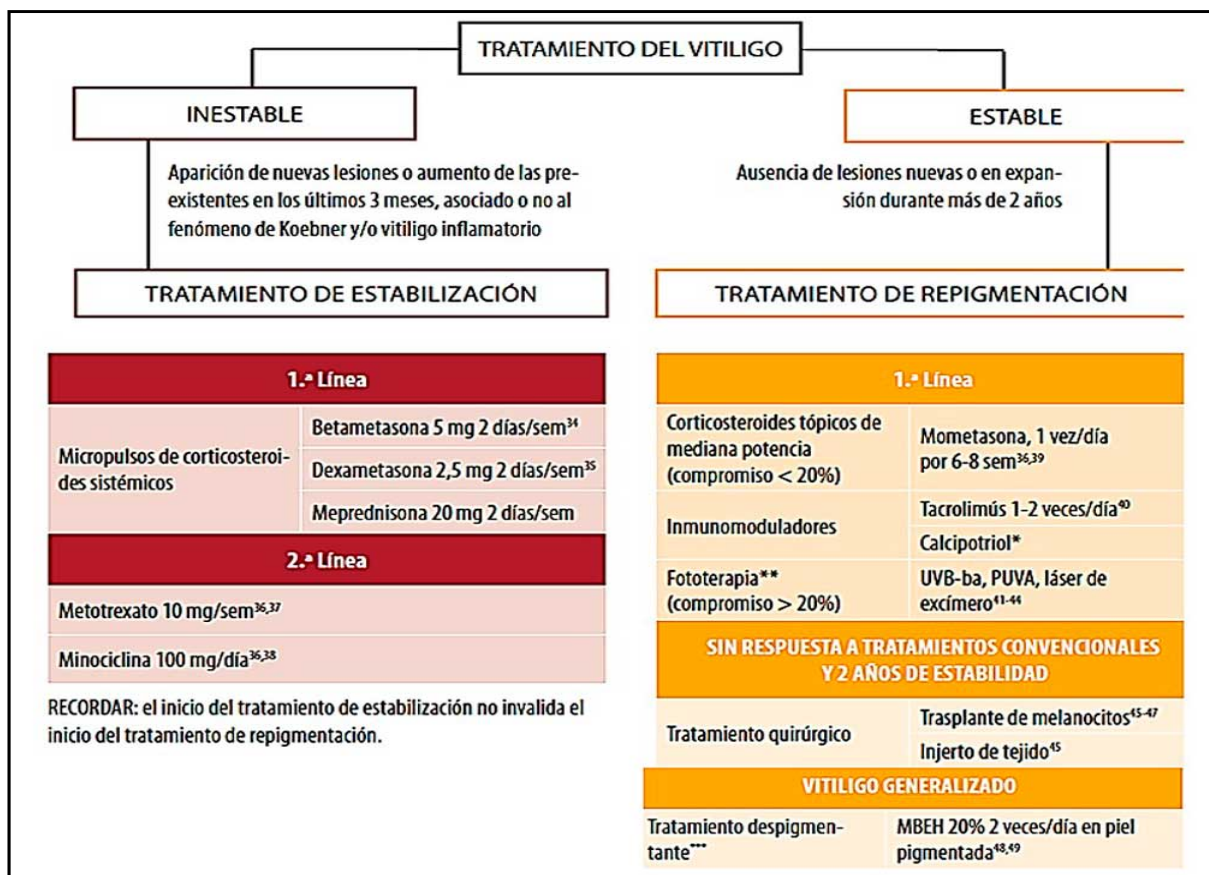 TRATAMIENTO DEL VITILIGO
INESTABLE
Aparición de nuevas lesiones o aumento de las pre-
existentes en los últimos 3 meses, asociado o no al
fenómeno de Koebner y/o vitiligo inflamatorio
TRATAMIENTO DE ESTABILIZACIÓN
1.ª Línea
Micropulsos de corticosteroi-
des sistémicos
Betametasona 5 mg 2 días/sem34
Dexametasona 2,5 mg 2 días/sem35
Meprednisona 20 mg 2 días/sem
2.ª Línea
Metotrexato 10 mg/sem36,37
Minociclina 100 mg/día36,38
RECORDAR: el inicio del tratamiento de estabilización no invalida el
inicio del tratamiento de repigmentación.
ESTABLE
Ausencia de lesiones nuevas o en expan-
sión durante más de 2 años
TRATAMIENTO DE REPIGMENTACIÓN
1.ª Línea
Corticosteroides tópicos de
mediana potencia
(compromiso < 20%)
Mometasona, 1 vez/día
por 6-8 sem36,39
Inmunomoduladores
Tacrolimús 1-2 veces/día40
Calcipotriol*
Fototerapia**
(compromiso > 20%)
UVB-ba, PUVA, láser de
excímero41-44
SIN RESPUESTA A TRATAMIENTOS CONVENCIONALES
Y 2 AÑOS DE ESTABILIDAD
Tratamiento quirúrgico
Trasplante de melanocitos45-47
Injerto de tejido45
VITILIGO GENERALIZADO
Tratamiento despigmen-
tante***
MBEH 20% 2 veces/día en piel
pigmentada48,49